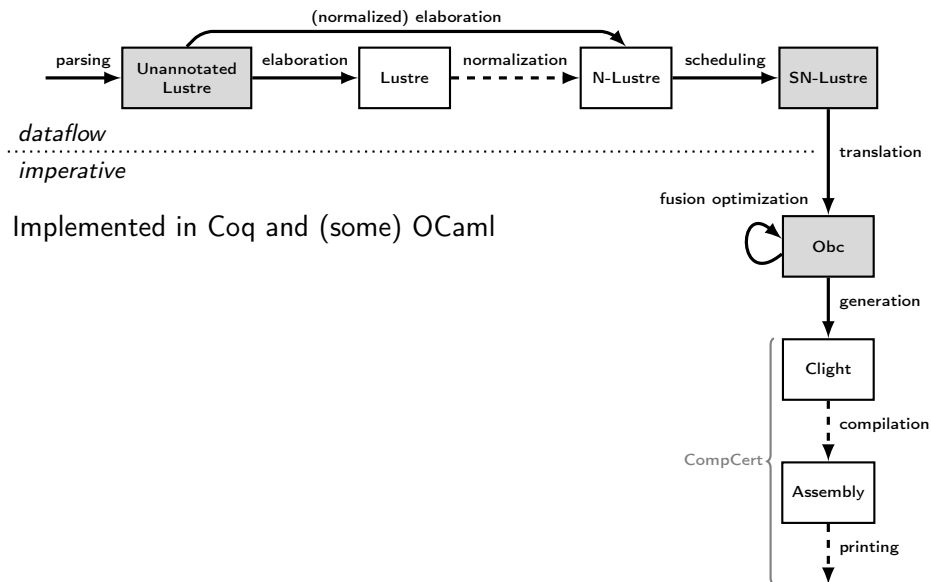 (normalized) elaboration
parsing
Unannotated
Lustre
elaboration
Lustre
normalization
N-Lustre
scheduling
SN-Lustre
dataflow
imperative
translation
Implemented in Coq and (some) OCaml
fusion optimization
Obc
generation
Clight
compilation
CompCert
Assembly
printing